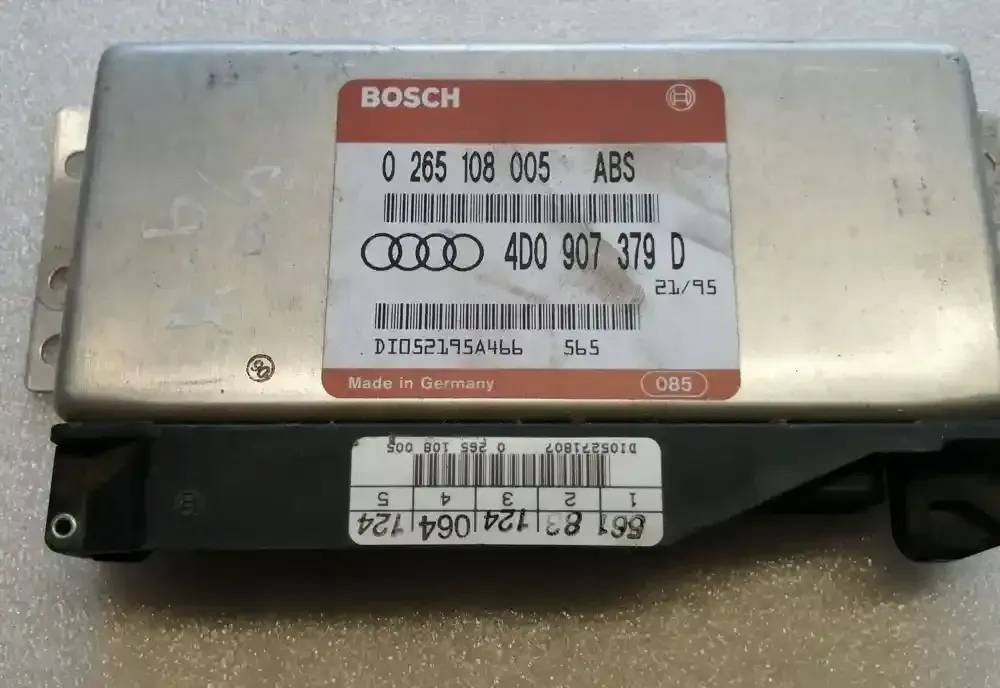 BOSCH
0 265 108 005 ABS
4D0 907 379 D
21/95
DI052195A466 565
Made in Germany 085
561 83 124 064 124
1 2 3 4 5
DI05271807 0 265 108 005